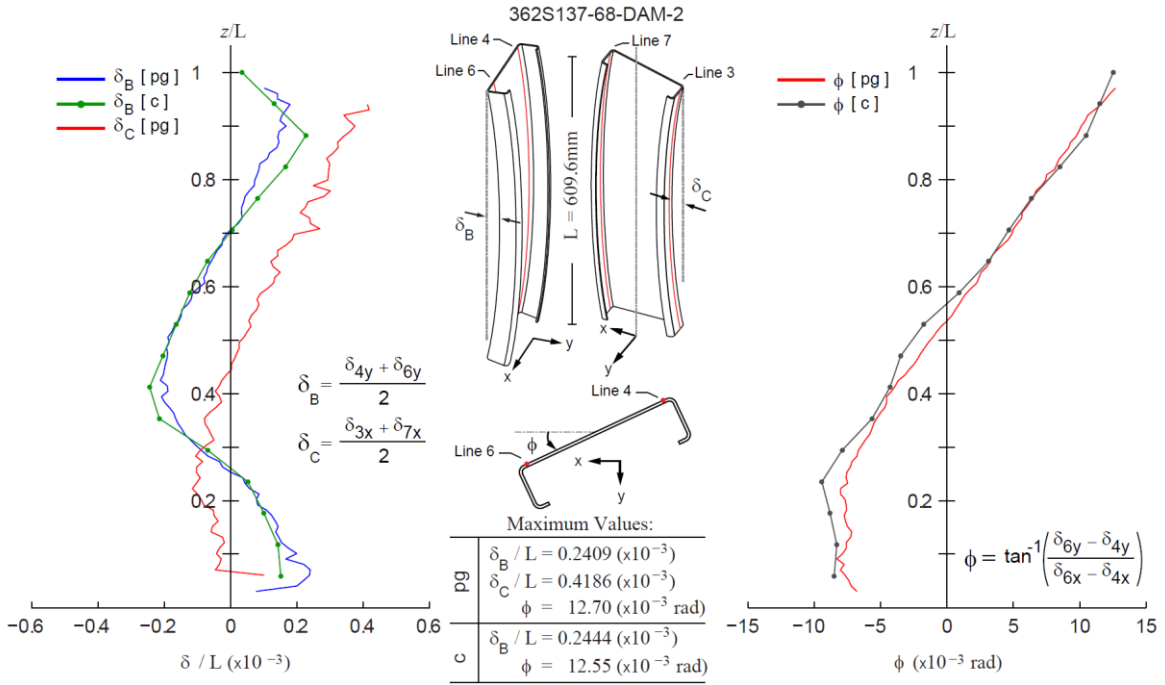 362S137-68-DAM-2
z/L
δB [ pg ]
δB [ c ]
δC [ pg ]
1
0.8
0.6
0.4
0.2
−0.6 −0.4 −0.2 0 0.2 0.4 0.6
δ / L (x10⁻³)
δB = (δ4y + δ6y) / 2
δC = (δ3x + δ7x) / 2
Line 4
Line 6
Line 7
Line 3
δB
L = 609.6mm
δC
x
y
x
y
Line 4
Line 6
ϕ
x
y
Maximum Values:
pg
δB / L = 0.2409 (x10⁻³)
δC / L = 0.4186 (x10⁻³)
ϕ = 12.70 (x10⁻³ rad)
c
δB / L = 0.2444 (x10⁻³)
ϕ = 12.55 (x10⁻³ rad)
z/L
ϕ [ pg ]
ϕ [ c ]
1
0.8
0.6
0.4
0.2
ϕ = tan⁻¹((δ6y − δ4y) / (δ6x − δ4x))
−15 −10 −5 0 5 10 15
ϕ (x10⁻³ rad)